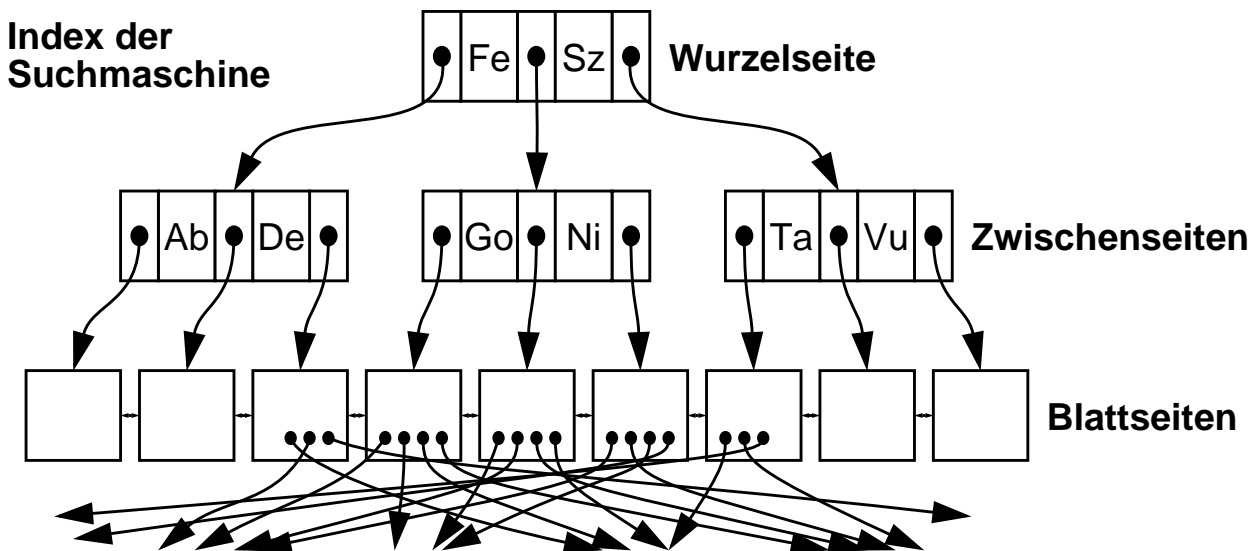 Index der
Suchmaschine
Fe Sz
Wurzelseite
Ab De
Go Ni
Ta Vu
Zwischenseiten
Blattseiten